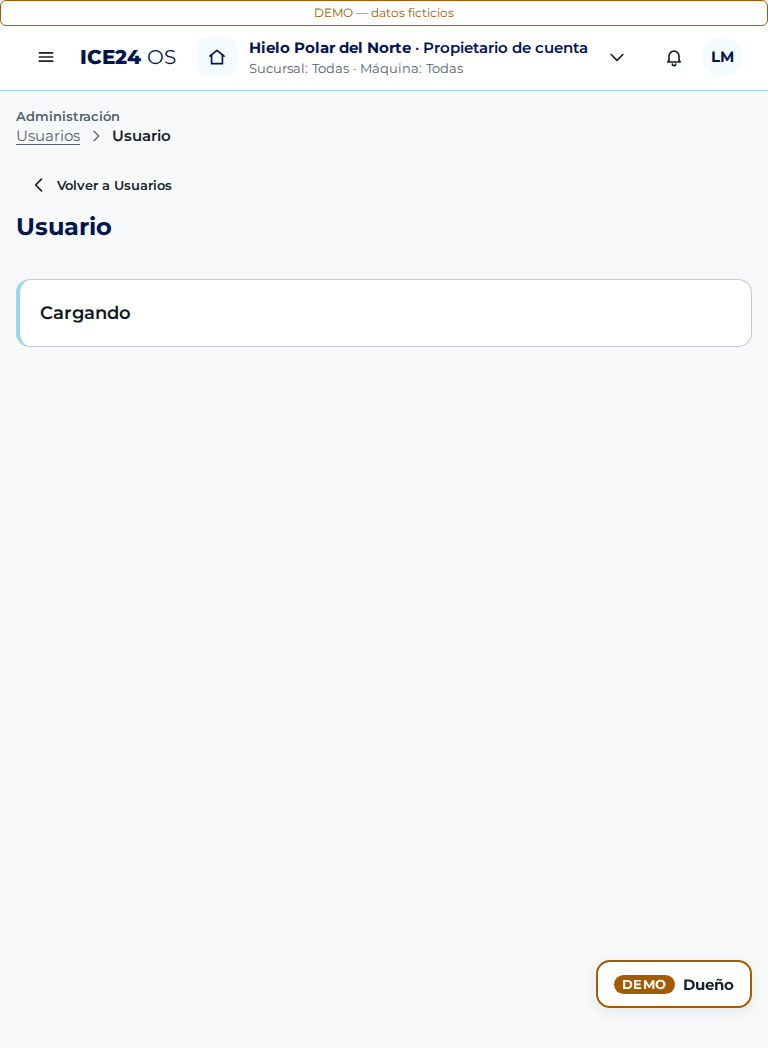 DEMO — datos ficticios
ICE24 OS
Hielo Polar del Norte · Propietario de cuenta
Sucursal: Todas · Máquina: Todas
LM
Administración
Usuarios > Usuario
Volver a Usuarios
Usuario
Cargando
DEMO Dueño